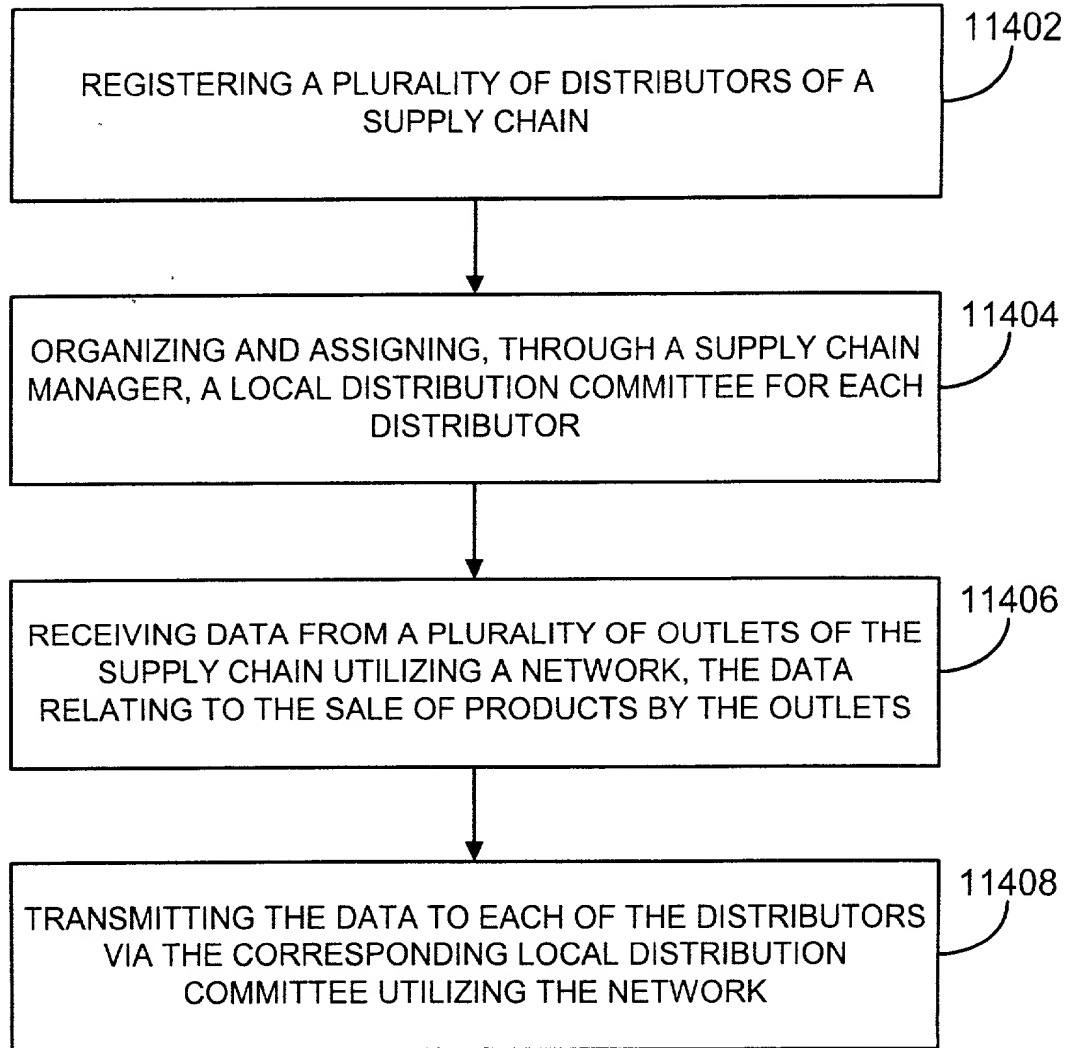 11402
REGISTERING A PLURALITY OF DISTRIBUTORS OF A
SUPPLY CHAIN
11404
ORGANIZING AND ASSIGNING, THROUGH A SUPPLY CHAIN
MANAGER, A LOCAL DISTRIBUTION COMMITTEE FOR EACH
DISTRIBUTOR
11406
RECEIVING DATA FROM A PLURALITY OF OUTLETS OF THE
SUPPLY CHAIN UTILIZING A NETWORK, THE DATA
RELATING TO THE SALE OF PRODUCTS BY THE OUTLETS
11408
TRANSMITTING THE DATA TO EACH OF THE DISTRIBUTORS
VIA THE CORRESPONDING LOCAL DISTRIBUTION
COMMITTEE UTILIZING THE NETWORK